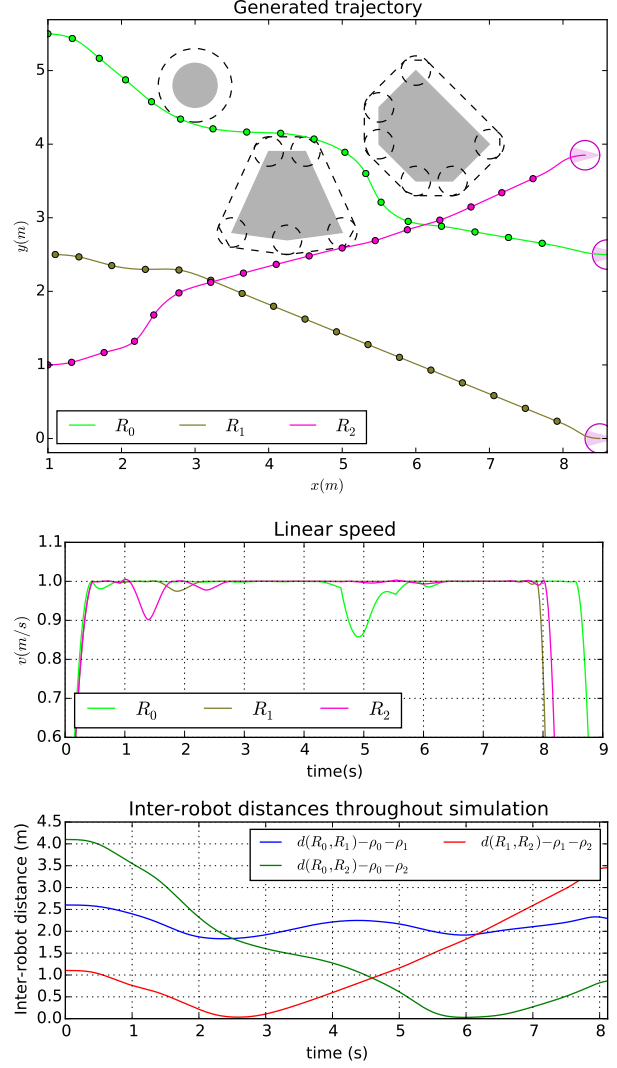 Generated trajectory
y(m)
5
4
3
2
1
0
R₀ R₁ R₂
1 2 3 4 5 6 7 8
x(m)
Linear speed
v(m/s)
1.1
1.0
0.9
0.8
0.7
0.6
R₀ R₁ R₂
0 1 2 3 4 5 6 7 8 9
time(s)
Inter-robot distances throughout simulation
Inter-robot distance (m)
4.5
4.0
3.5
3.0
2.5
2.0
1.5
1.0
0.5
0.0
d(R₀,R₁)−ρ₀−ρ₁ d(R₁,R₂)−ρ₁−ρ₂
d(R₀,R₂)−ρ₀−ρ₂
0 1 2 3 4 5 6 7 8
time (s)